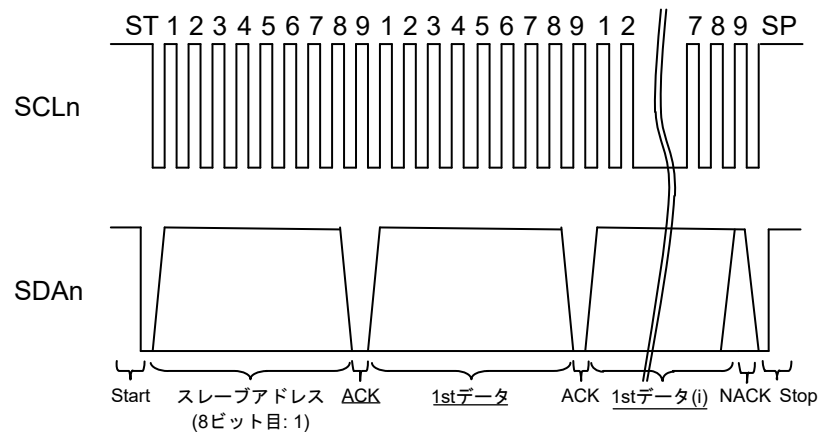 ST 1 2 3 4 5 6 7 8 9 1 2 3 4 5 6 7 8 9 1 2 7 8 9 SP
SCLn
SDAn
Start スレーブアドレス ACK 1stデータ ACK 1stデータ(i) NACK Stop
(8ビット目: 1)